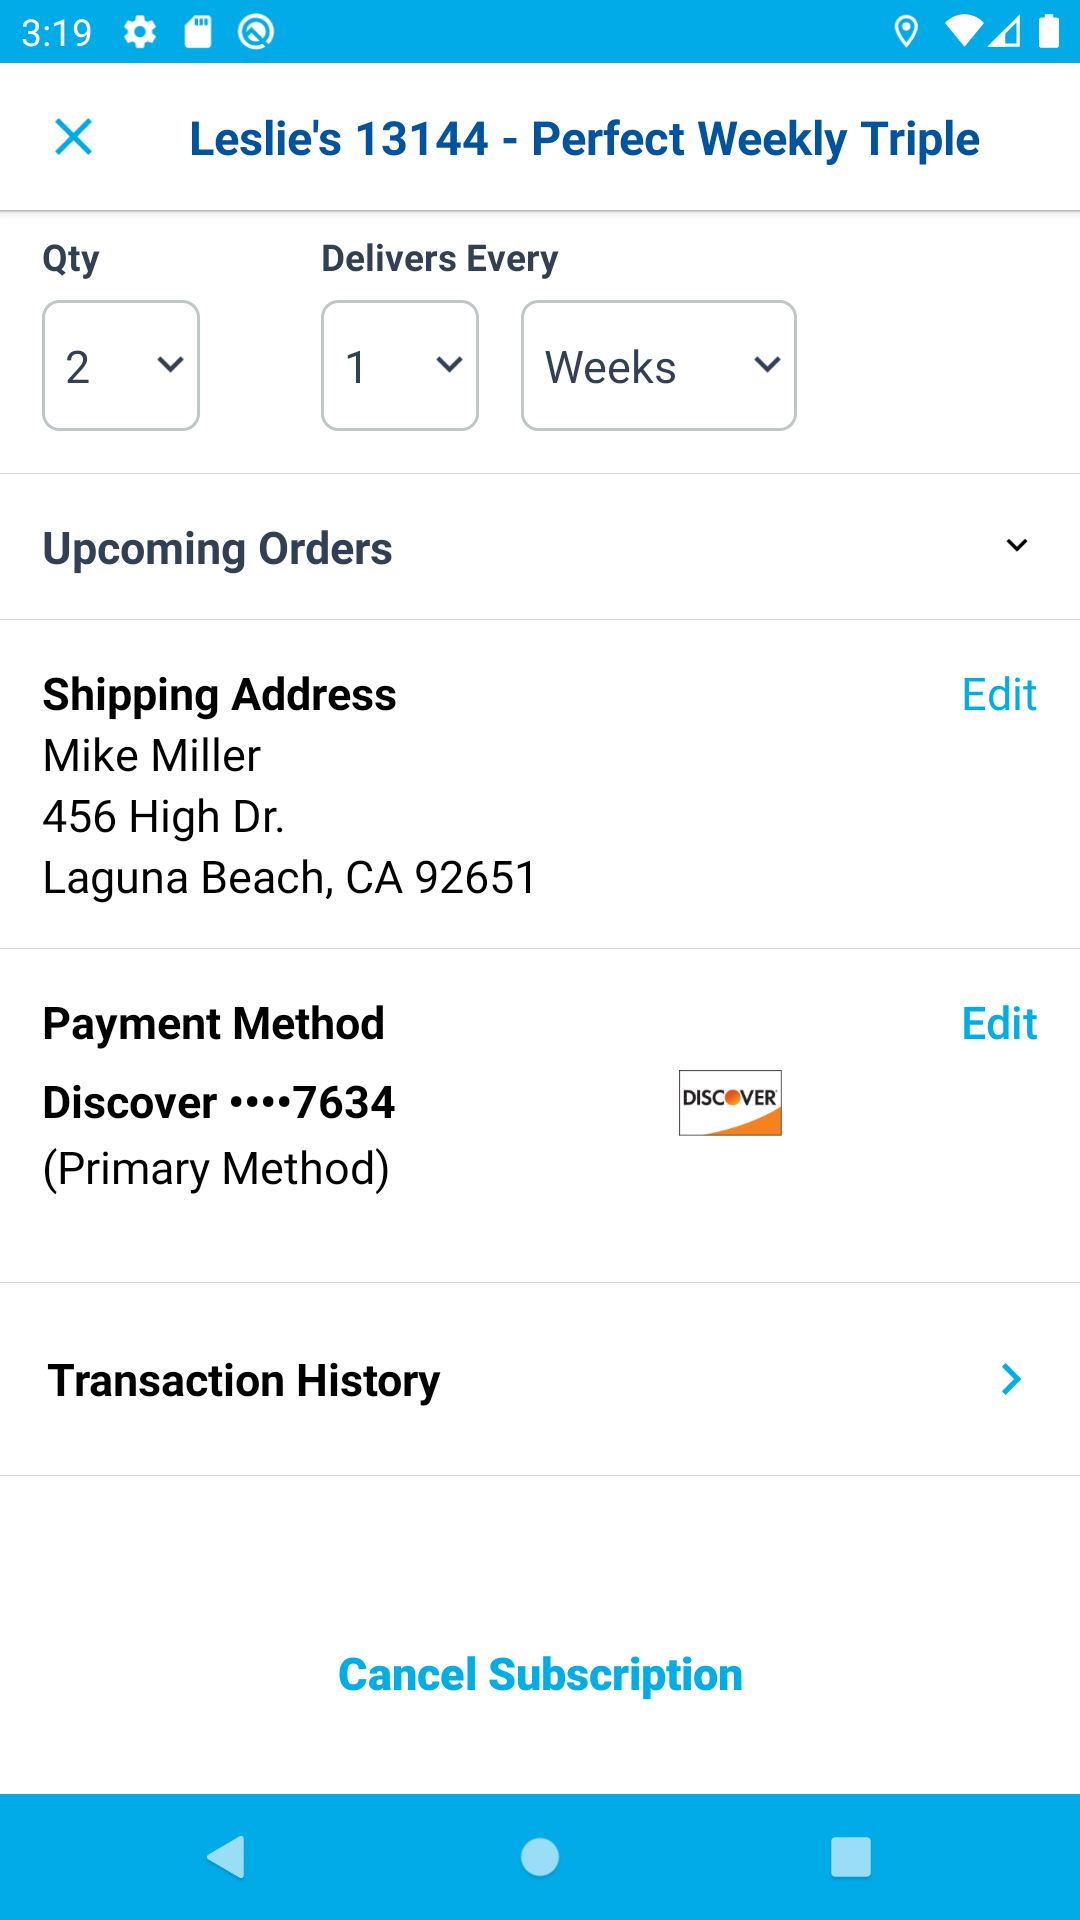 3:19
Leslie's 13144 - Perfect Weekly Triple
Qty Delivers Every
2 1 Weeks
Upcoming Orders
Shipping Address Edit
Mike Miller
456 High Dr.
Laguna Beach, CA 92651
Payment Method Edit
Discover ••••7634 DISCOVER
(Primary Method)
Transaction History
Cancel Subscription